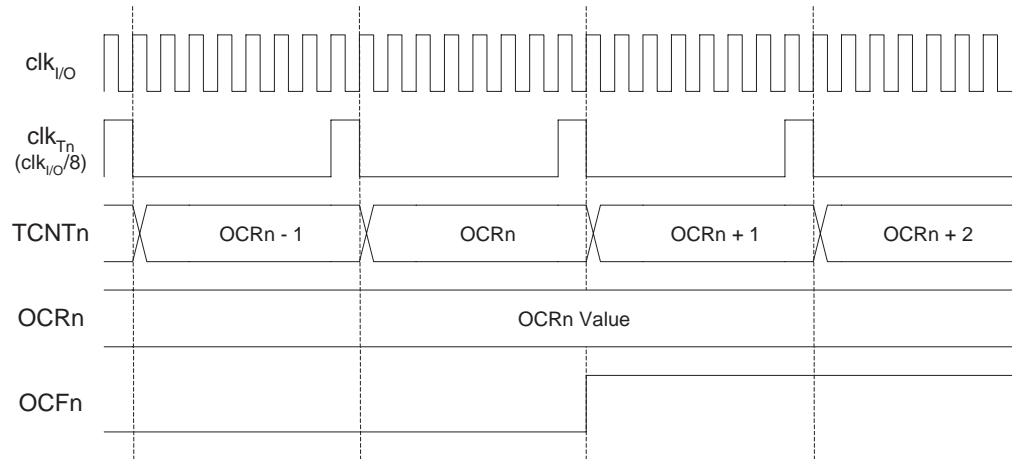 clkI/O
clkTn
(clkI/O/8)
TCNTn OCRn - 1 OCRn OCRn + 1 OCRn + 2
OCRn OCRn Value
OCFn